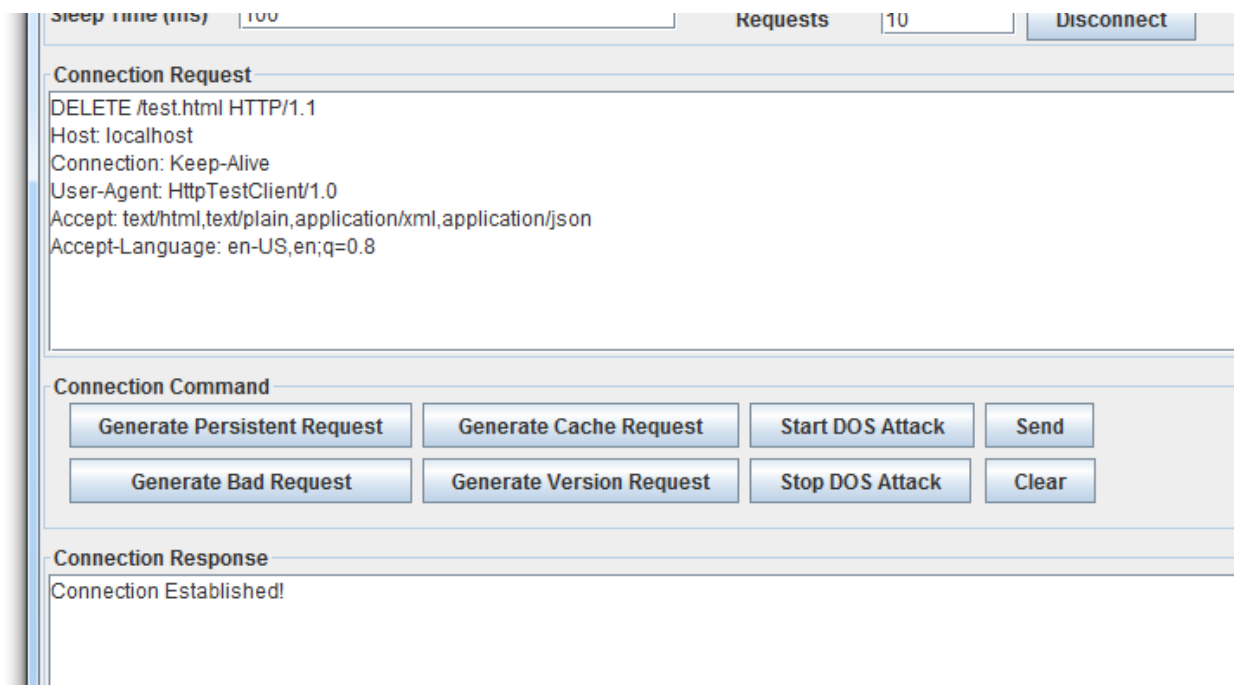 Sleep Time (ms) 100 Requests 10 Disconnect
Connection Request
DELETE /test.html HTTP/1.1
Host: localhost
Connection: Keep-Alive
User-Agent: HttpTestClient/1.0
Accept: text/html,text/plain,application/xml,application/json
Accept-Language: en-US,en;q=0.8
Connection Command
Generate Persistent Request Generate Cache Request Start DOS Attack Send
Generate Bad Request Generate Version Request Stop DOS Attack Clear
Connection Response
Connection Established!